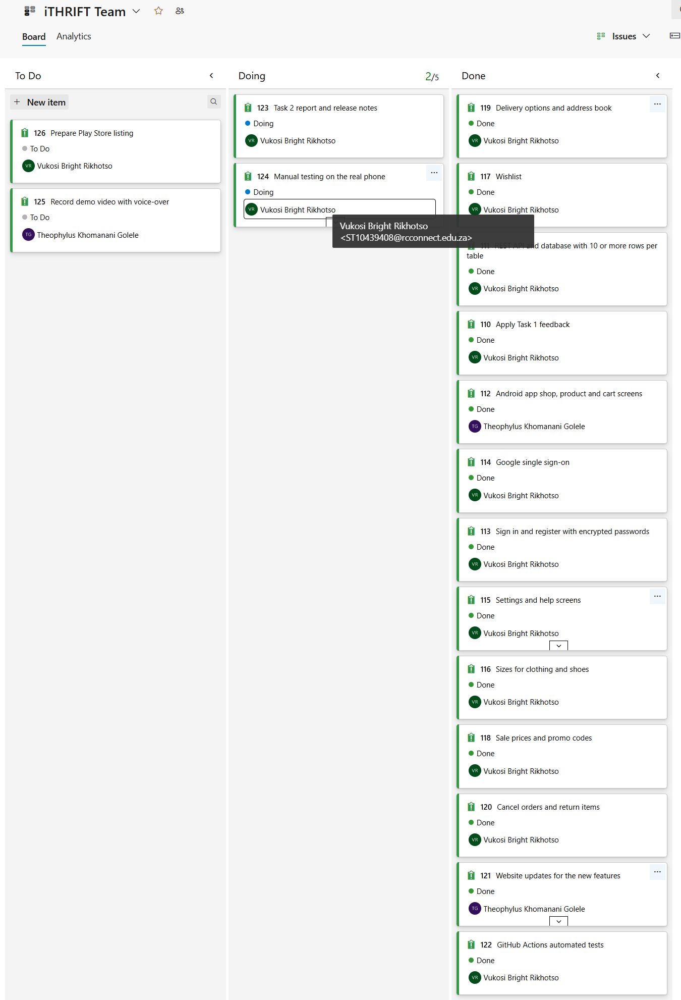 iTHRIFT Team
Board
Analytics
Issues
To Do
New item
126 Prepare Play Store listing
To Do
VR Vukosi Bright Rikhotso
125 Record demo video with voice-over
To Do
TG Theophylus Khomanani Golele
Doing
2/5
123 Task 2 report and release notes
Doing
VR Vukosi Bright Rikhotso
124 Manual testing on the real phone
Doing
VR Vukosi Bright Rikhotso
Vukosi Bright Rikhotso
<ST10439408@rcconnect.edu.za>
Done
119 Delivery options and address book
Done
VR Vukosi Bright Rikhotso
117 Wishlist
Done
VR Vukosi Bright Rikhotso
111 REST API and database with 10 or more rows per
table
Done
VR Vukosi Bright Rikhotso
110 Apply Task 1 feedback
Done
VR Vukosi Bright Rikhotso
112 Android app shop, product and cart screens
Done
TG Theophylus Khomanani Golele
114 Google single sign-on
Done
VR Vukosi Bright Rikhotso
113 Sign in and register with encrypted passwords
Done
VR Vukosi Bright Rikhotso
115 Settings and help screens
Done
VR Vukosi Bright Rikhotso
116 Sizes for clothing and shoes
Done
VR Vukosi Bright Rikhotso
118 Sale prices and promo codes
Done
VR Vukosi Bright Rikhotso
120 Cancel orders and return items
Done
VR Vukosi Bright Rikhotso
121 Website updates for the new features
Done
TG Theophylus Khomanani Golele
122 GitHub Actions automated tests
Done
VR Vukosi Bright Rikhotso